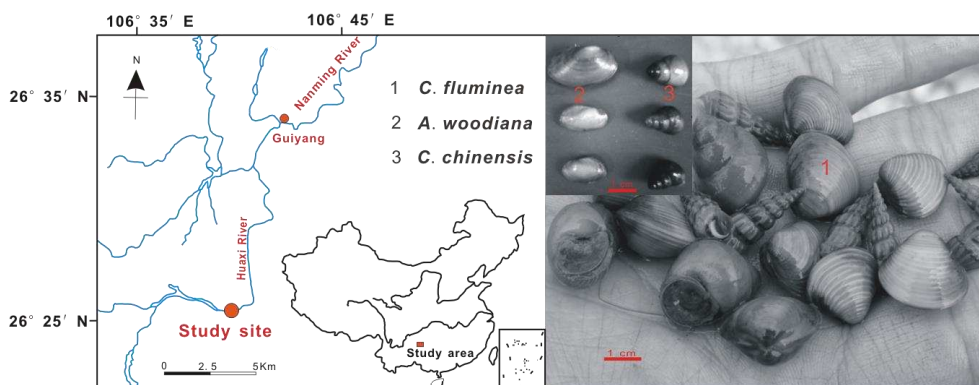 106° 35′ E
106° 45′ E
26° 35′ N
26° 25′ N
N
Nanming River
Guiyang
Huaxi River
Study site
0 2. 5 5Km
1 C. fluminea
2 A. woodiana
3 C. chinensis
Study area
2
3
1 cm
1
1 cm